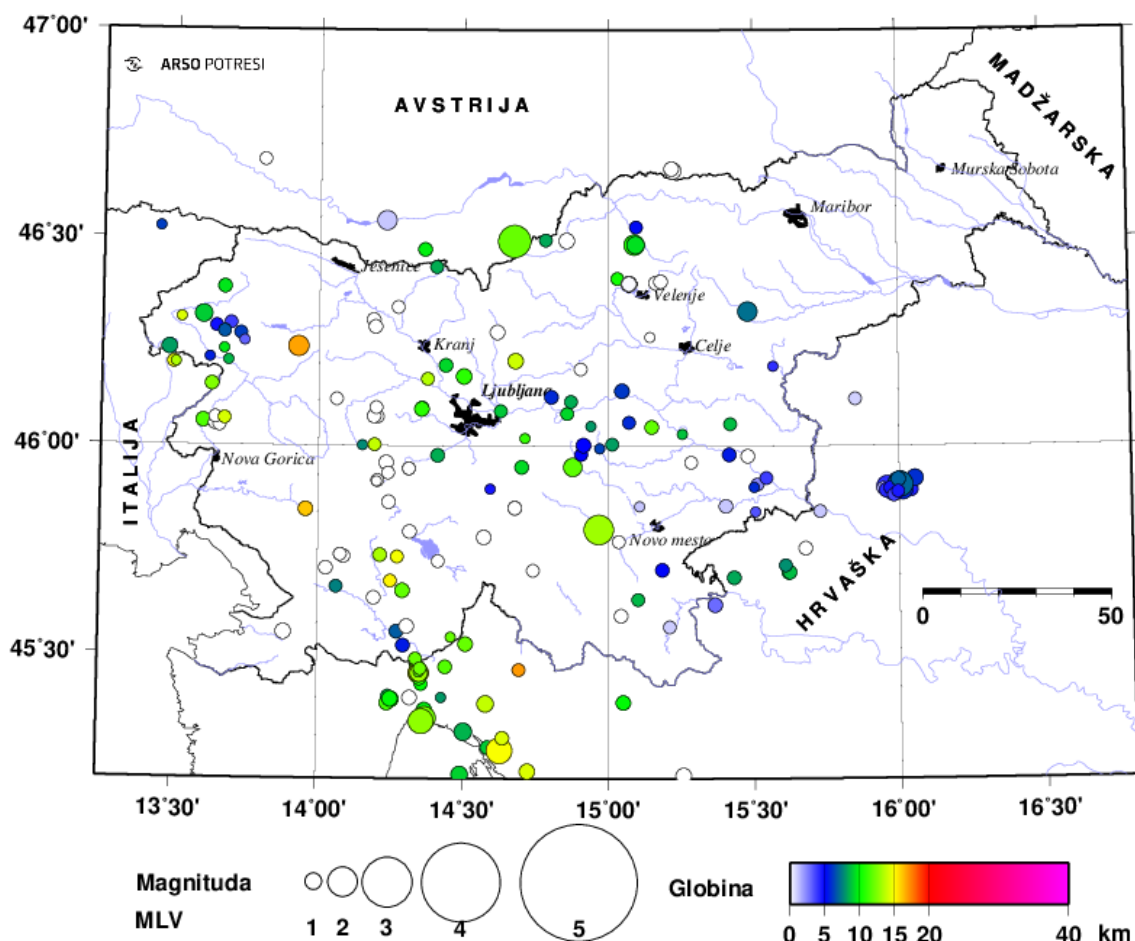 47°00'
ARSO POTRESI
AVSTRIJA
MADŽARSKA
Murska Sobota
Maribor
46°30'
Jesenice
Velenje
Kranj
Celje
Ljubljana
46°00'
Nova Gorica
ITALIJA
Novo mesto
HRVAŠKA
0 50
45°30'
13°30' 14°00' 14°30' 15°00' 15°30' 16°00' 16°30'
Magnituda
MLV
1 2 3 4 5
Globina
0 5 10 15 20 40 km